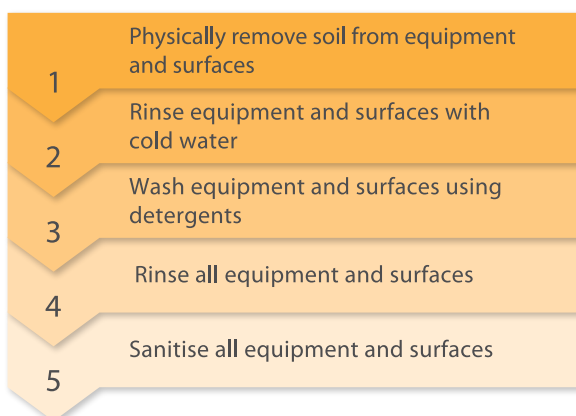 1
Physically remove soil from equipment
and surfaces
2
Rinse equipment and surfaces with
cold water
3
Wash equipment and surfaces using
detergents
4
Rinse all equipment and surfaces
5
Sanitise all equipment and surfaces